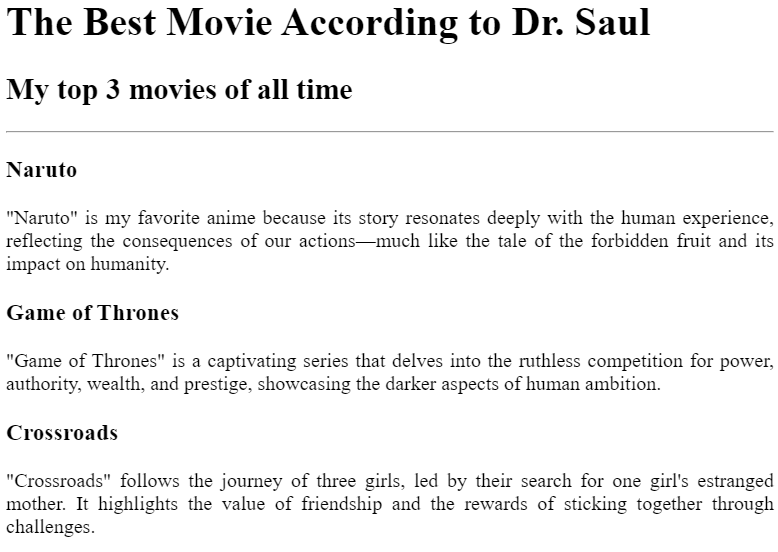 The Best Movie According to Dr. Saul
My top 3 movies of all time
Naruto
"Naruto" is my favorite anime because its story resonates deeply with the human experience,
reflecting the consequences of our actions—much like the tale of the forbidden fruit and its
impact on humanity.
Game of Thrones
"Game of Thrones" is a captivating series that delves into the ruthless competition for power,
authority, wealth, and prestige, showcasing the darker aspects of human ambition.
Crossroads
"Crossroads" follows the journey of three girls, led by their search for one girl's estranged
mother. It highlights the value of friendship and the rewards of sticking together through
challenges.